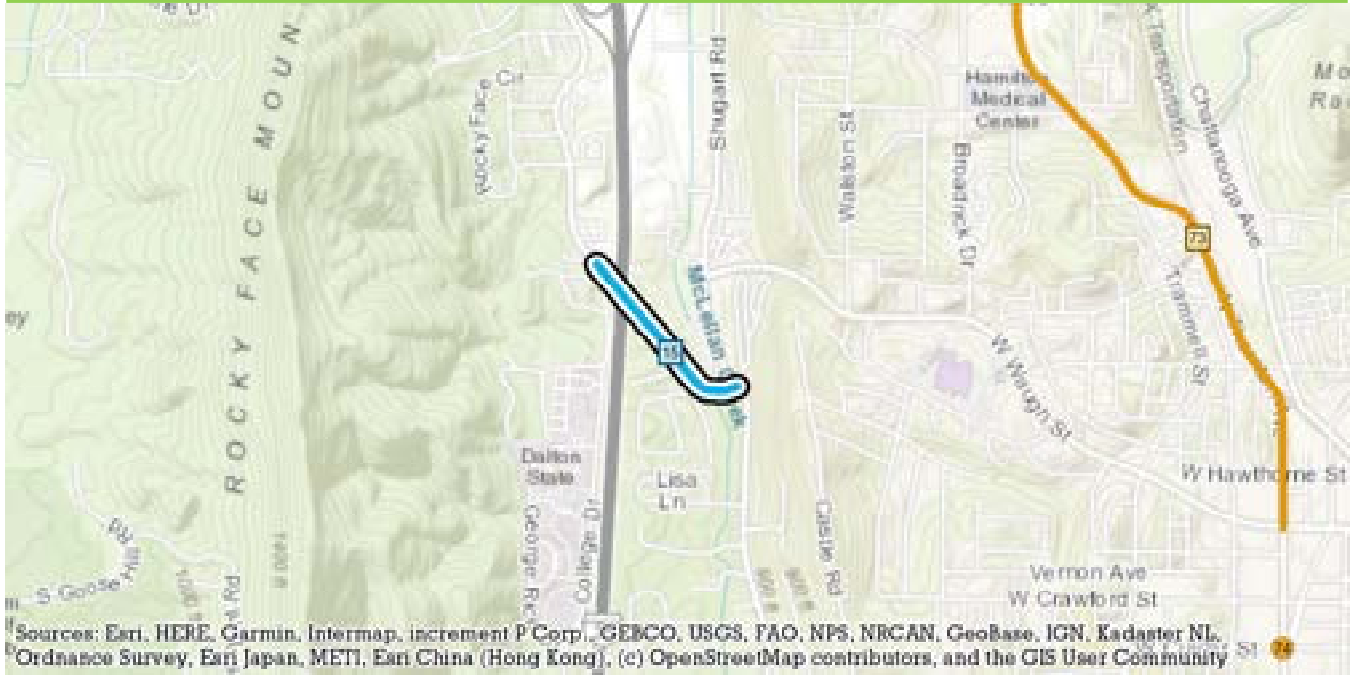 Rocky Face Cir
Shugart Rd
Hamilton
Medical
Center
Chattanooga Ave
Walston St
Broadrick Dr
ROCKY FACE MOUN
73
McLellan
Trammell St
15
W Waugh St
Dalton
State
Lisa
Ln
W Hawthorne St
George Ric
College Dr
Castle Rd
S Goose Hill Rd
Vernon Ave
W Crawford St
Sources: Esri, HERE, Garmin, Intermap, increment P Corp., GEBCO, USGS, FAO, NPS, NRCAN, GeoBase, IGN, Kadaster NL,
Ordnance Survey, Esri Japan, METI, Esri China (Hong Kong), (c) OpenStreetMap contributors, and the GIS User Community
St
74